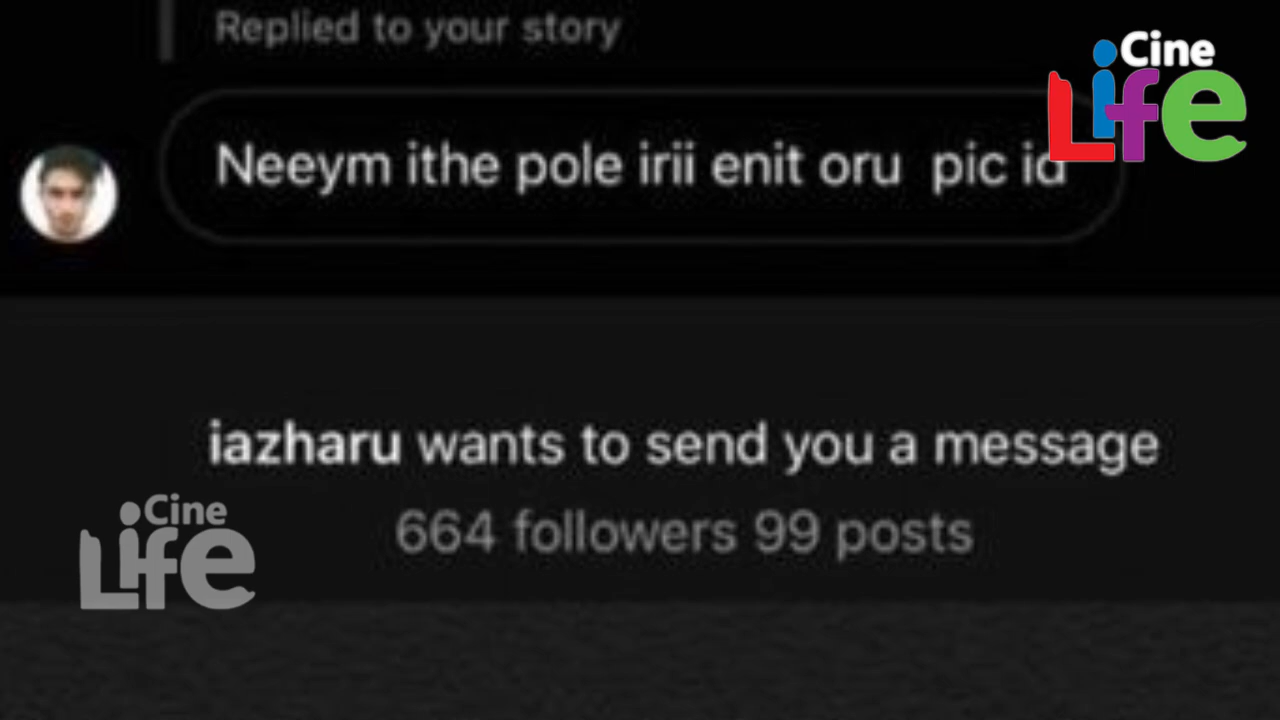 Replied to your story
Cine
Life
Neeym ithe pole irii enit oru pic id
iazharu wants to send you a message
664 followers 99 posts
Cine
Life